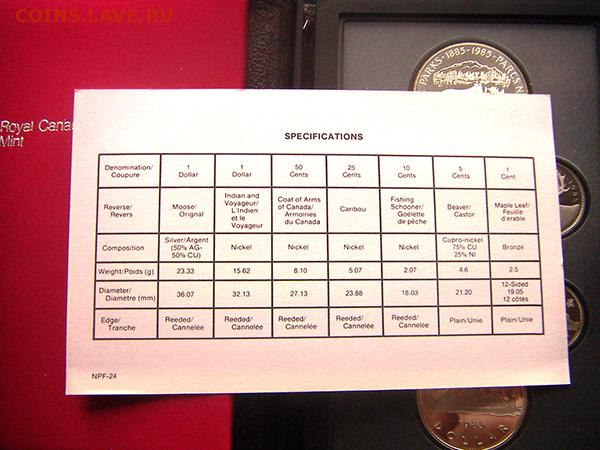 COINS.LAVE.RU
PARKS·1885-1985·PARCS N
Royal Cana
Mint
SPECIFICATIONS
Denomination/ Coupure 1 Dollar 1 Dollar 50 Cents 25 Cents 10 Cents 5 Cents 1 Cent
Reverse/ Revers Moose/ Orignal Indian and Voyageur/ L'Indien et le Voyageur Coat of Arms of Canada/ Armoiries du Canada Caribou Fishing Schooner/ Goélette de pêche Beaver/ Castor Maple Leaf/ Feuille d'érable
Composition Silver/Argent (50% AG- 50% CU) Nickel Nickel Nickel Nickel Cupro-nickel 75% CU 25% NI Bronze
Weight/Poids (g) 23.33 15.62 8.10 5.07 2.07 4.6 2.5
Diameter/ Diamètre (mm) 36.07 32.13 27.13 23.88 18.03 21.20 12-Sided 19.05 12 côtés
Edge/ Tranche Reeded/ Cannelée Reeded/ Cannelée Reeded/ Cannelée Reeded/ Cannelée Reeded/ Cannelée Plain/Unie Plain/Unie
NPF-24
1985
DOLLAR